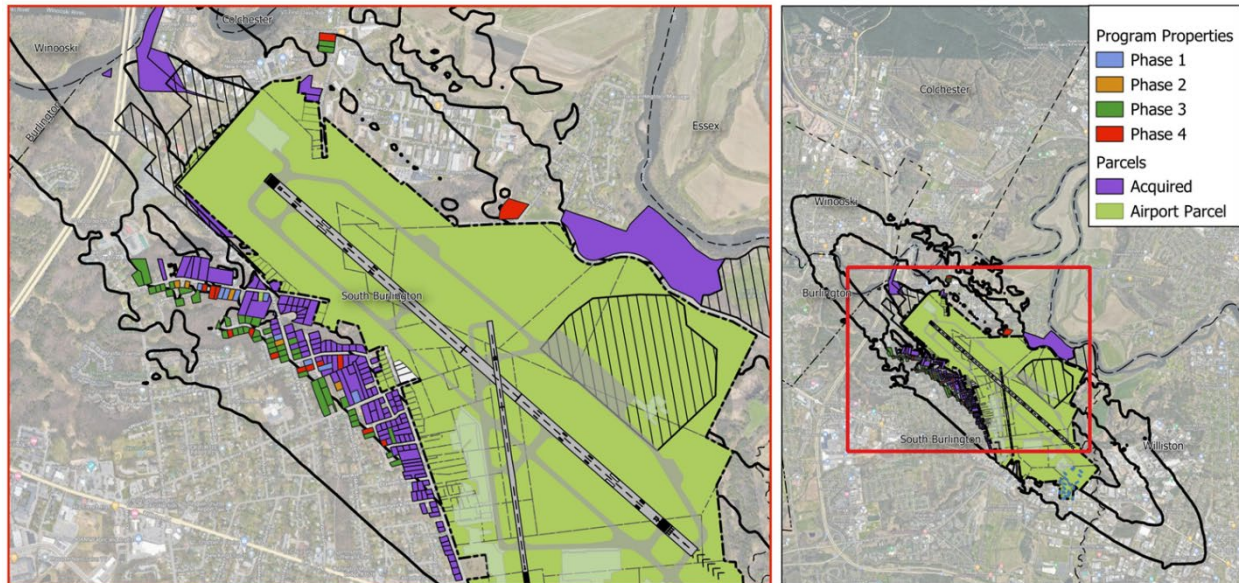 Winooski
Colchester
Burlington
Essex
South Burlington
Colchester
Winooski
Burlington
South Burlington
Williston
Program Properties
Phase 1
Phase 2
Phase 3
Phase 4
Parcels
Acquired
Airport Parcel